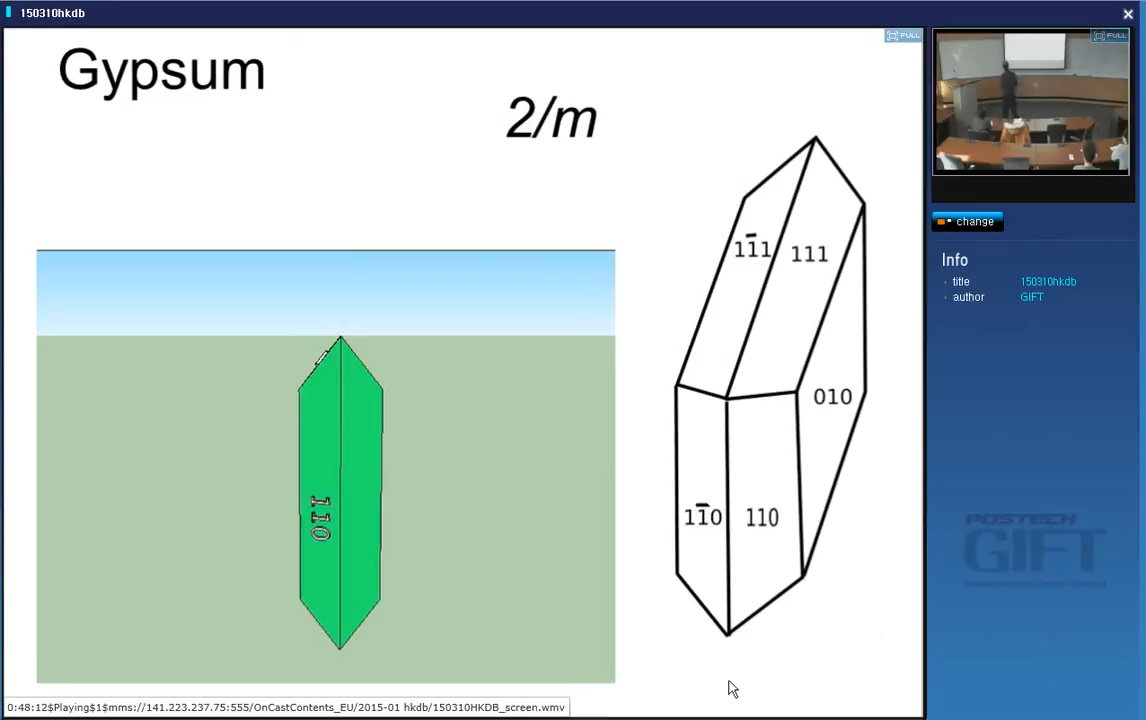 150310hkdb
FULL
FULL
Gypsum
2/m
11̅1
111
010
11̅0
110
110
change
Info
title 150310hkdb
author GIFT
POSTECH
GIFT
0:48:12$Playing$1$mms://141.223.237.75:555/OnCastContents_EU/2015-01 hkdb/150310HKDB_screen.wmv